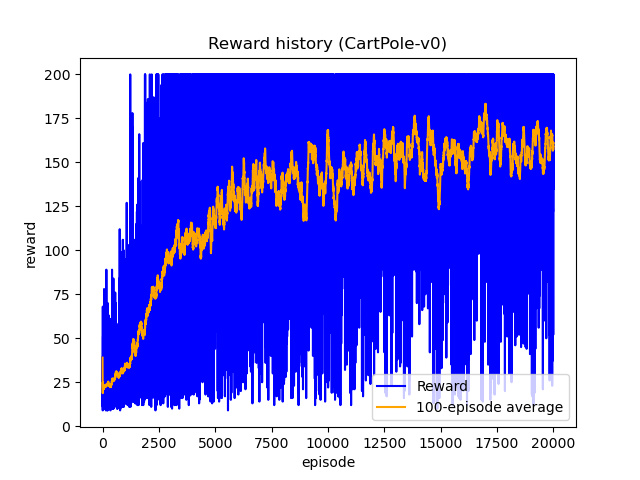 Reward history (CartPole-v0)
reward
200
175
150
125
100
75
50
25
0
Reward
100-episode average
0 2500 5000 7500 10000 12500 15000 17500 20000
episode